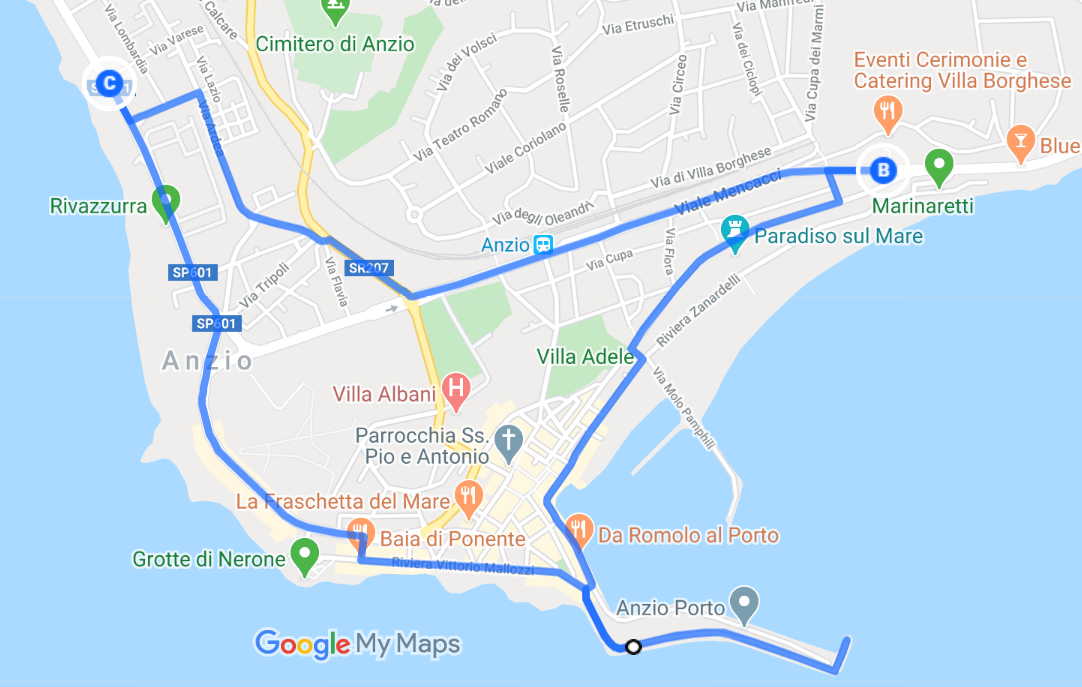 Via Lombardia
Via Varese
Calcare
Cimitero di Anzio
Via dei Volsci
Via Etruschi
Via Roselle
Via Circeo
Via dei Ciclopi
Via Cupa dei Marmi
Eventi Cerimonie e
Catering Villa Borghese
C
Via Lazio
Via Ardea
Via Teatro Romano
Viale Coriolano
Via di Villa Borghese
Blue
B
Rivazzurra
Viale Mencacci
Marinaretti
Via degli Oleandri
Anzio
Via Flora
Paradiso sul Mare
SP601
Via Tripoli
Via Flavia
SR207
Via Cupa
Riviera Zanardelli
SP601
Anzio
Villa Adele
Via Molo Pamphili
Villa Albani
H
Parrocchia Ss.
Pio e Antonio
La Fraschetta del Mare
Baia di Ponente
Da Romolo al Porto
Grotte di Nerone
Riviera Vittorio Mallozzi
Anzio Porto
Google My Maps